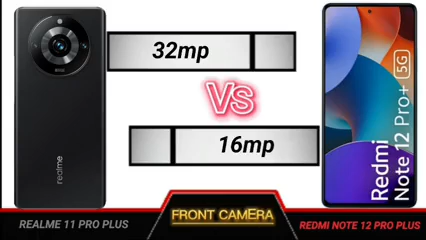 32mp
Vs
16mp
realme
Redmi
Note 12 Pro+ 5G
FRONT CAMERA
REALME 11 PRO PLUS
REDMI NOTE 12 PRO PLUS